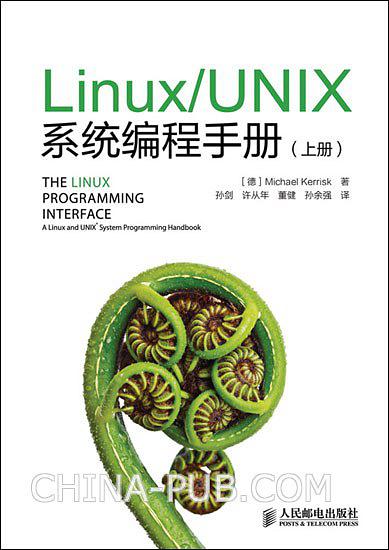 Linux/UNIX
系统编程手册（上册）
THE LINUX
PROGRAMMING
INTERFACE
A Linux and UNIX® System Programming Handbook
［德］Michael Kerrisk 著
孙剑 许从年 董健 孙余强 译
CHINA-PUB.COM
人民邮电出版社
POSTS & TELECOM PRESS